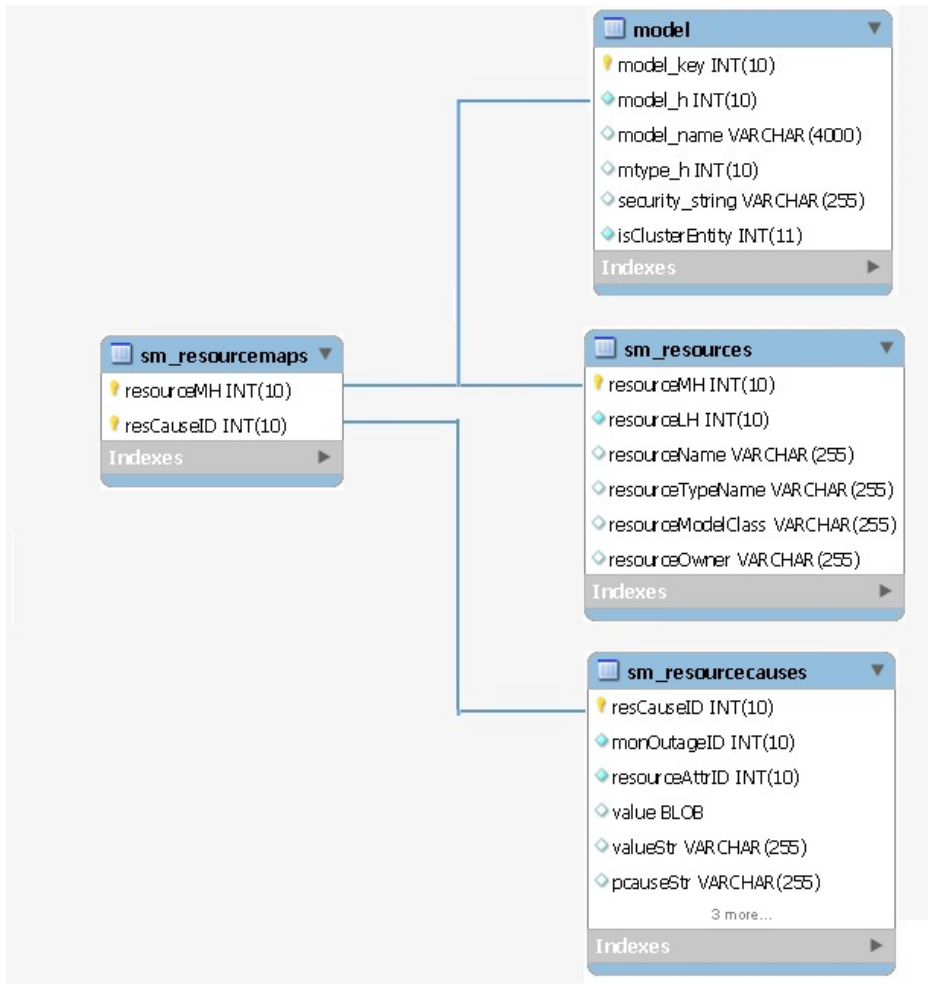 model
model_key INT(10)
model_h INT(10)
model_name VARCHAR(4000)
mtype_h INT(10)
security_string VARCHAR(255)
isClusterEntity INT(11)
Indexes
sm_resourcemaps
resourceMH INT(10)
resCauseID INT(10)
Indexes
sm_resources
resourceMH INT(10)
resourceLH INT(10)
resourceName VARCHAR(255)
resourceTypeName VARCHAR(255)
resourceModelClass VARCHAR(255)
resourceOwner VARCHAR(255)
Indexes
sm_resourcecauses
resCauseID INT(10)
monOutageID INT(10)
resourceAttrID INT(10)
value BLOB
valueStr VARCHAR(255)
pcauseStr VARCHAR(255)
3 more...
Indexes